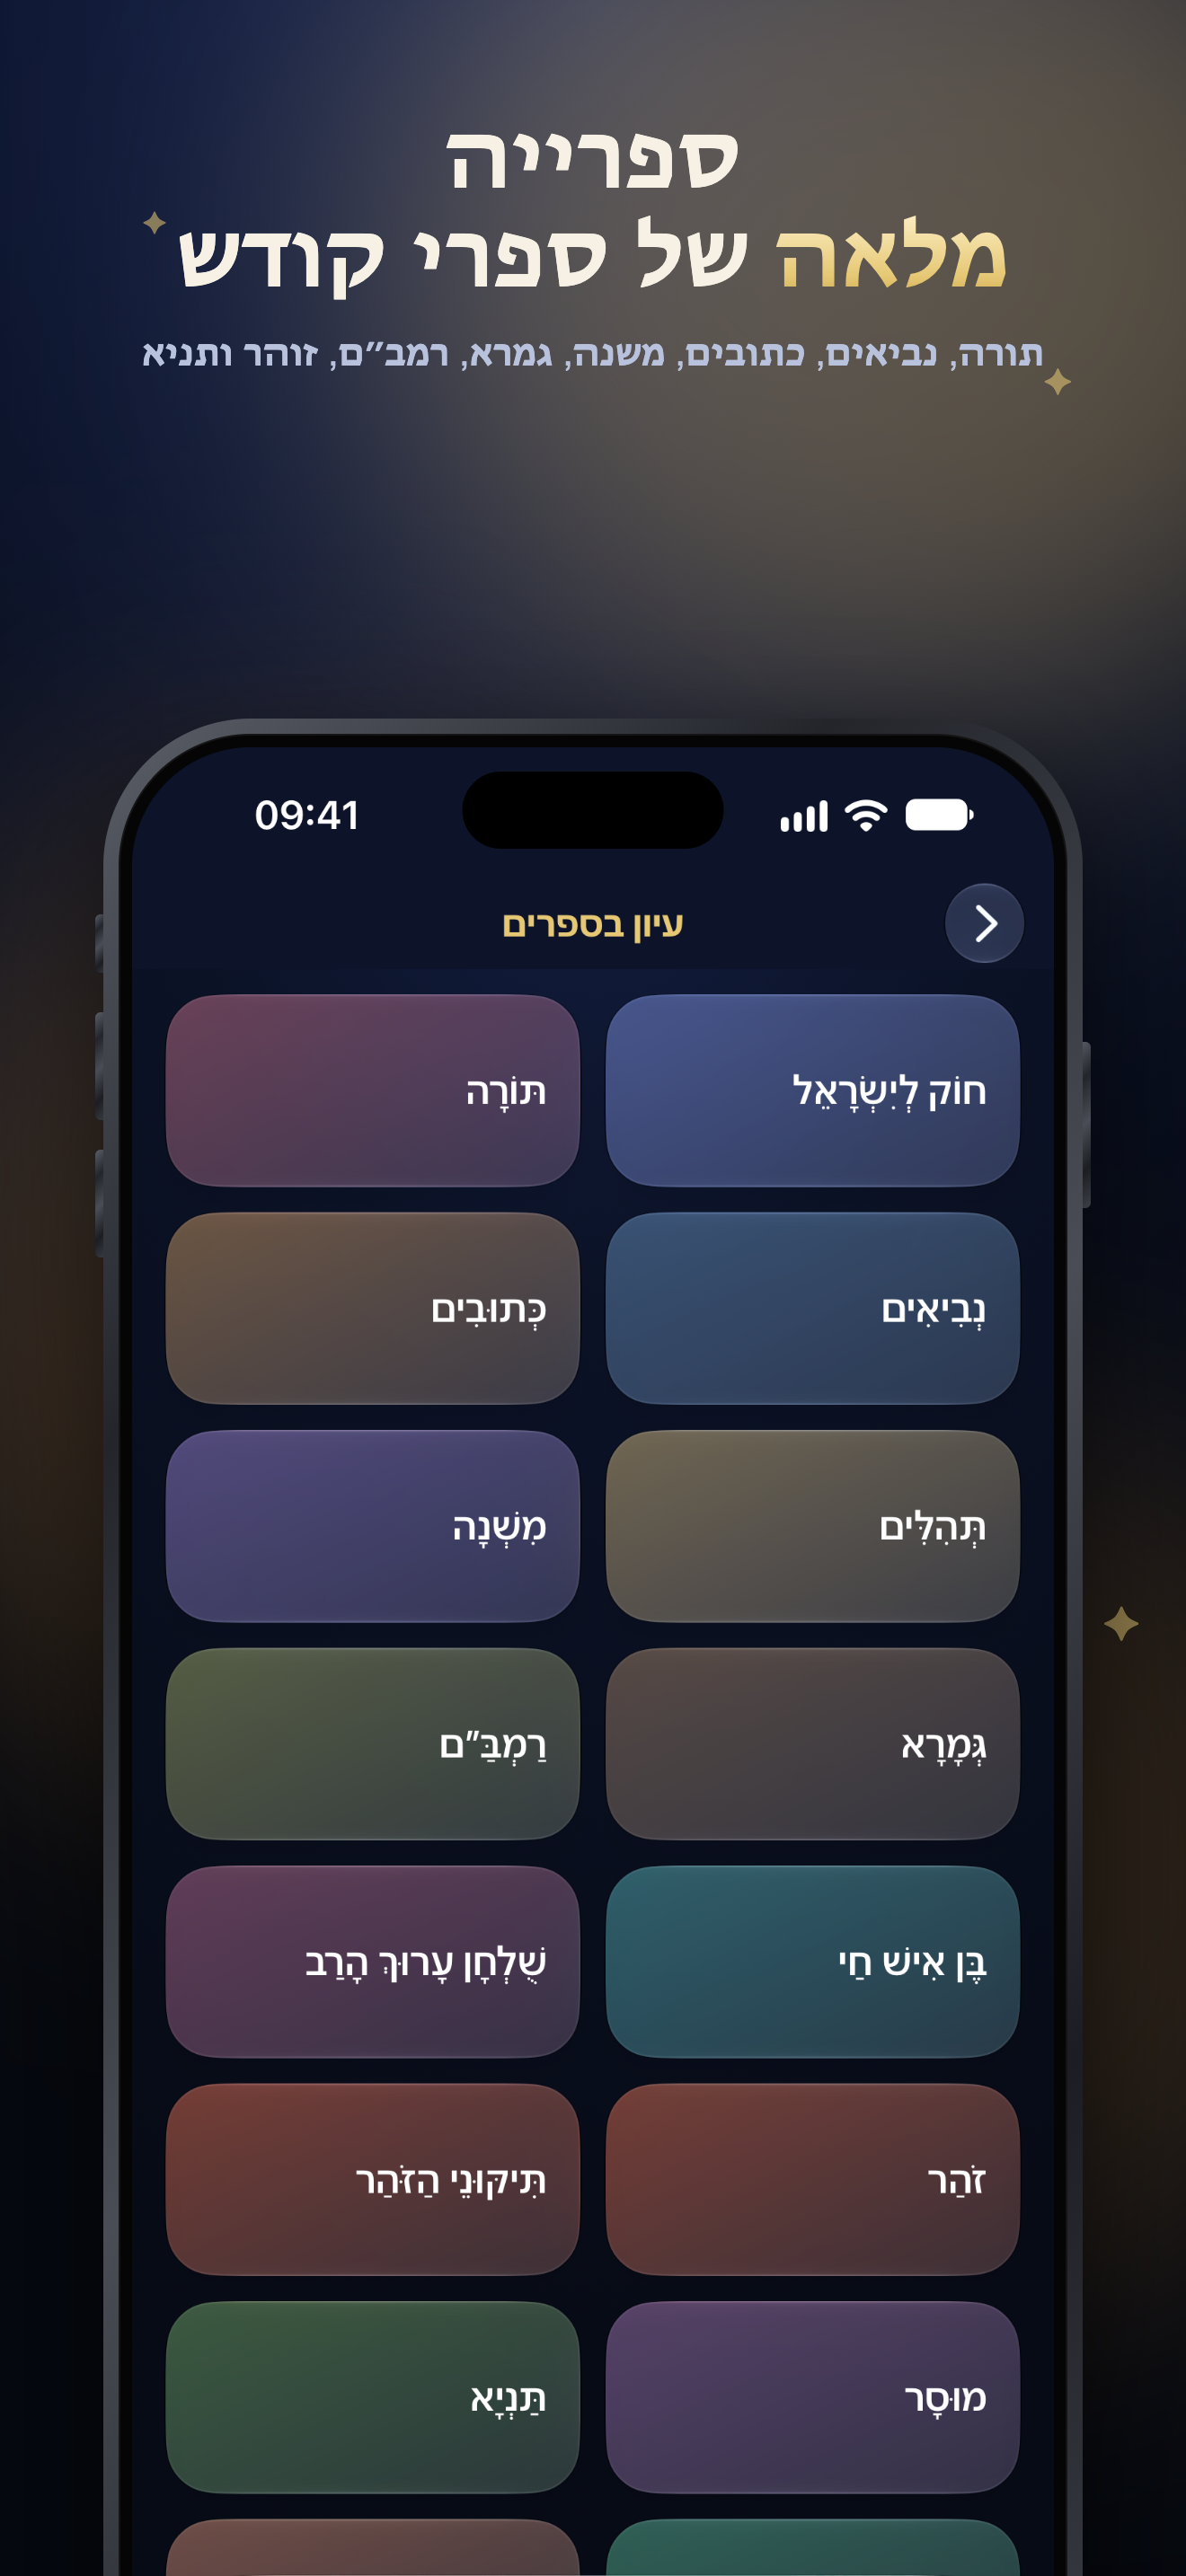 ספרייה
מלאה של ספרי קודש
תורה, נביאים, כתובים, משנה, גמרא, רמב״ם, זוהר ותניא
09:41
עיון בספרים
חוֹק לְיִשְׂרָאֵל
תּוֹרָה
נְבִיאִים
כְּתוּבִים
תְּהִלִּים
מִשְׁנָה
גְּמָרָא
רַמְבַּ״ם
בֶּן אִישׁ חַי
שֻׁלְחָן עָרוּךְ הָרַב
זֹהַר
תִּיקּוּנֵי הַזֹּהַר
מוּסָר
תַּנְיָא